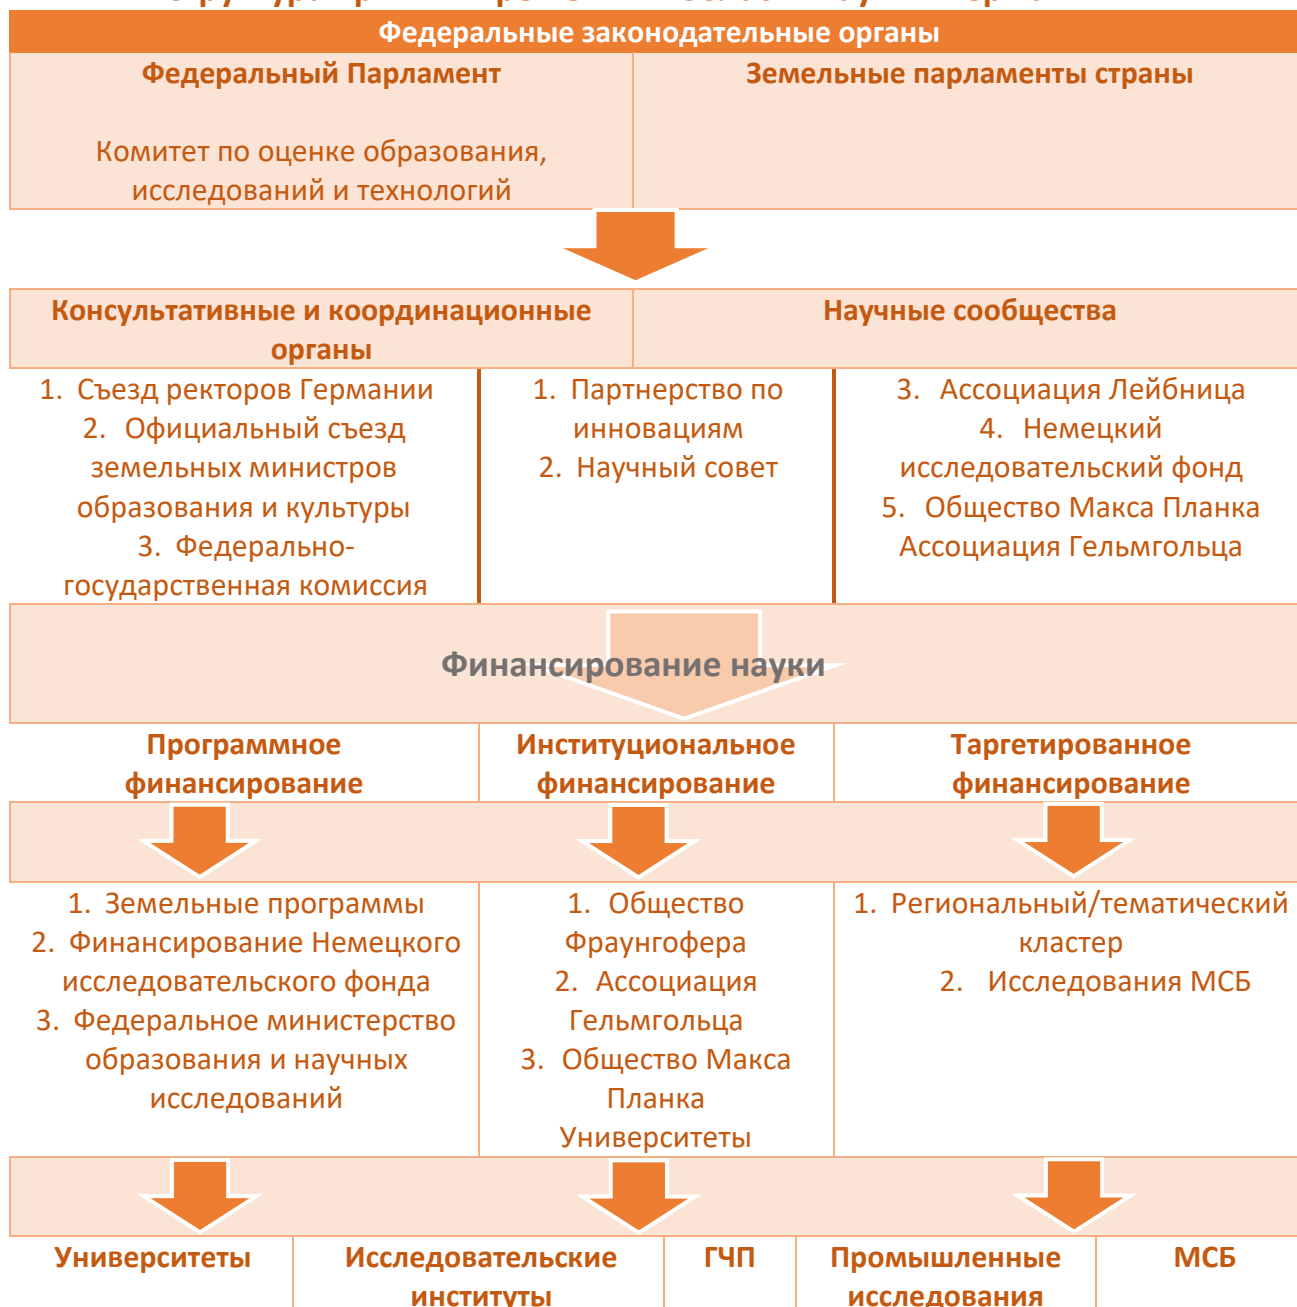 Федеральные законодательные органы
Федеральный Парламент
Комитет по оценке образования,
исследований и технологий
Земельные парламенты страны
Консультативные и координационные
органы
Научные сообщества
1. Съезд ректоров Германии
2. Официальный съезд
земельных министров
образования и культуры
3. Федерально-
государственная комиссия
1. Партнерство по
инновациям
2. Научный совет
3. Ассоциация Лейбница
4. Немецкий
исследовательский фонд
5. Общество Макса Планка
Ассоциация Гельмгольца
Финансирование науки
Программное
финансирование
Институциональное
финансирование
Таргетированное
финансирование
1. Земельные программы
2. Финансирование Немецкого
исследовательского фонда
3. Федеральное министерство
образования и научных
исследований
1. Общество
Фраунгофера
2. Ассоциация
Гельмгольца
3. Общество Макса
Планка
Университеты
1. Региональный/тематический
кластер
2. Исследования МСБ
Университеты
Исследовательские
институты
ГЧП
Промышленные
исследования
МСБ